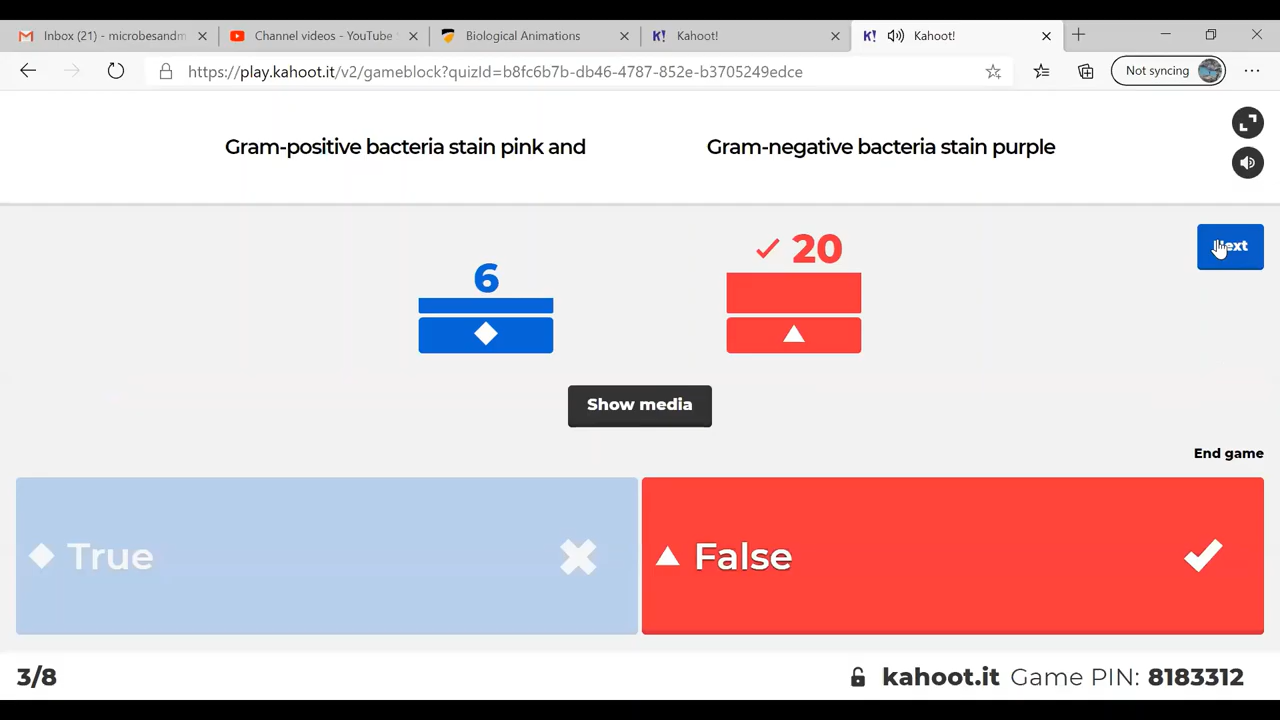 Inbox (21) - microbesandm
Channel videos - YouTube
Biological Animations
K! Kahoot!
K! Kahoot!
https://play.kahoot.it/v2/gameblock?quizId=b8fc6b7b-db46-4787-852e-b3705249edce
Not syncing
Gram-positive bacteria stain pink and Gram-negative bacteria stain purple
6
20
Show media
End game
True
False
3/8
kahoot.it Game PIN: 8183312